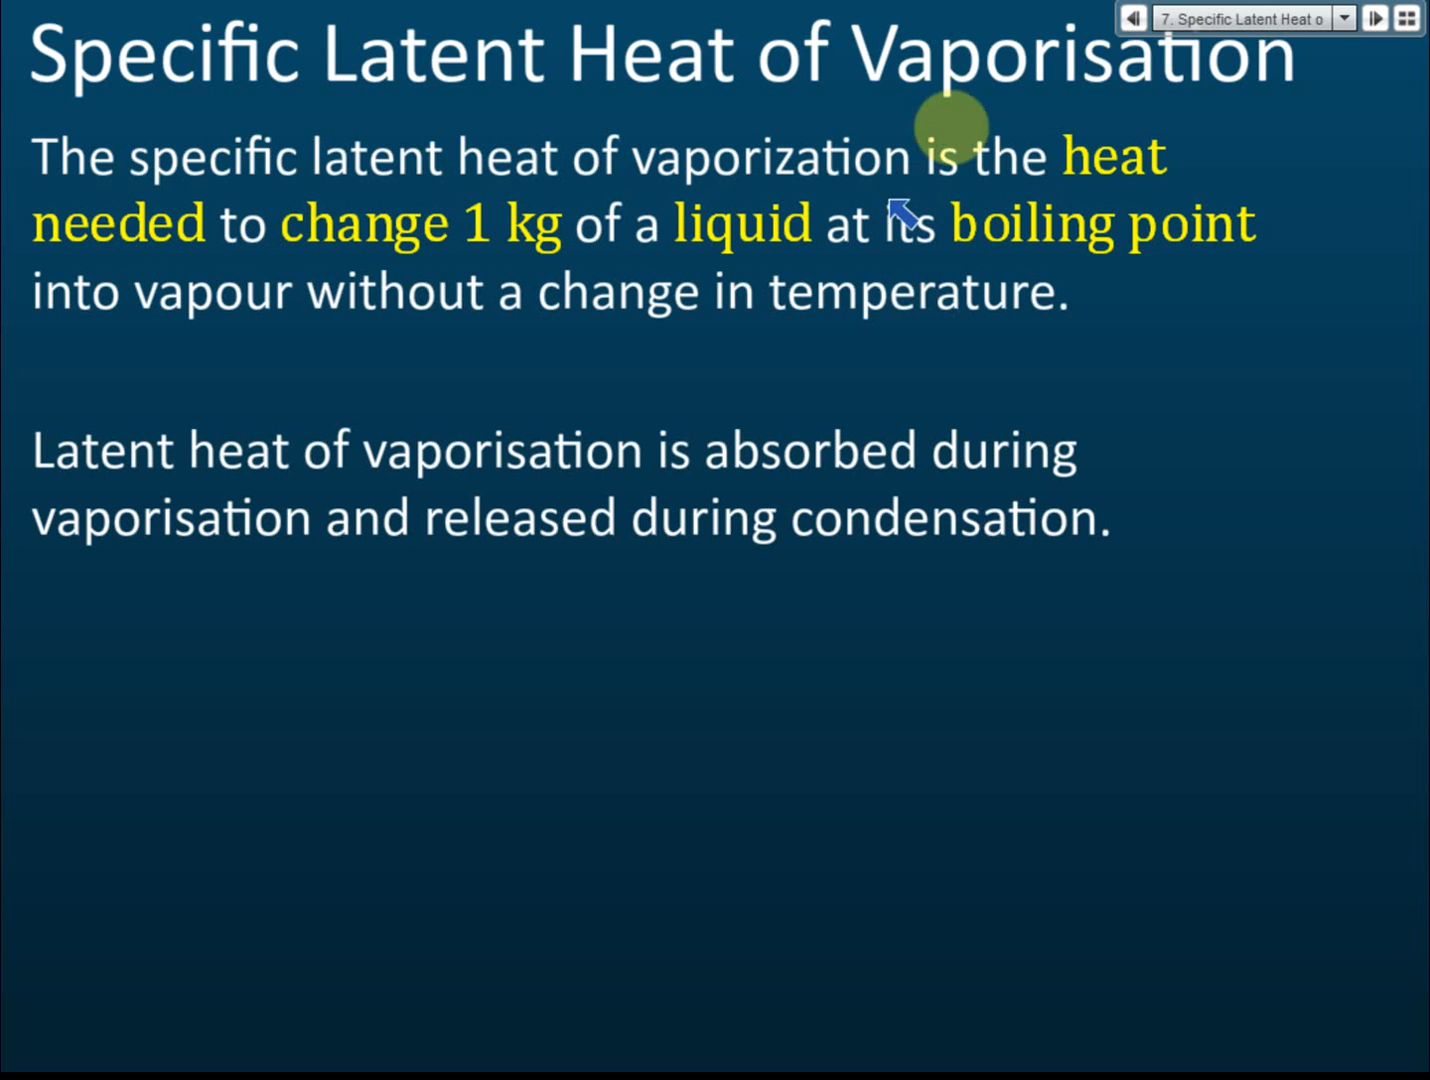 7. Specific Latent Heat o
Specific Latent Heat of Vaporisation
The specific latent heat of vaporization is the heat
needed to change 1 kg of a liquid at its boiling point
into vapour without a change in temperature.
Latent heat of vaporisation is absorbed during
vaporisation and released during condensation.